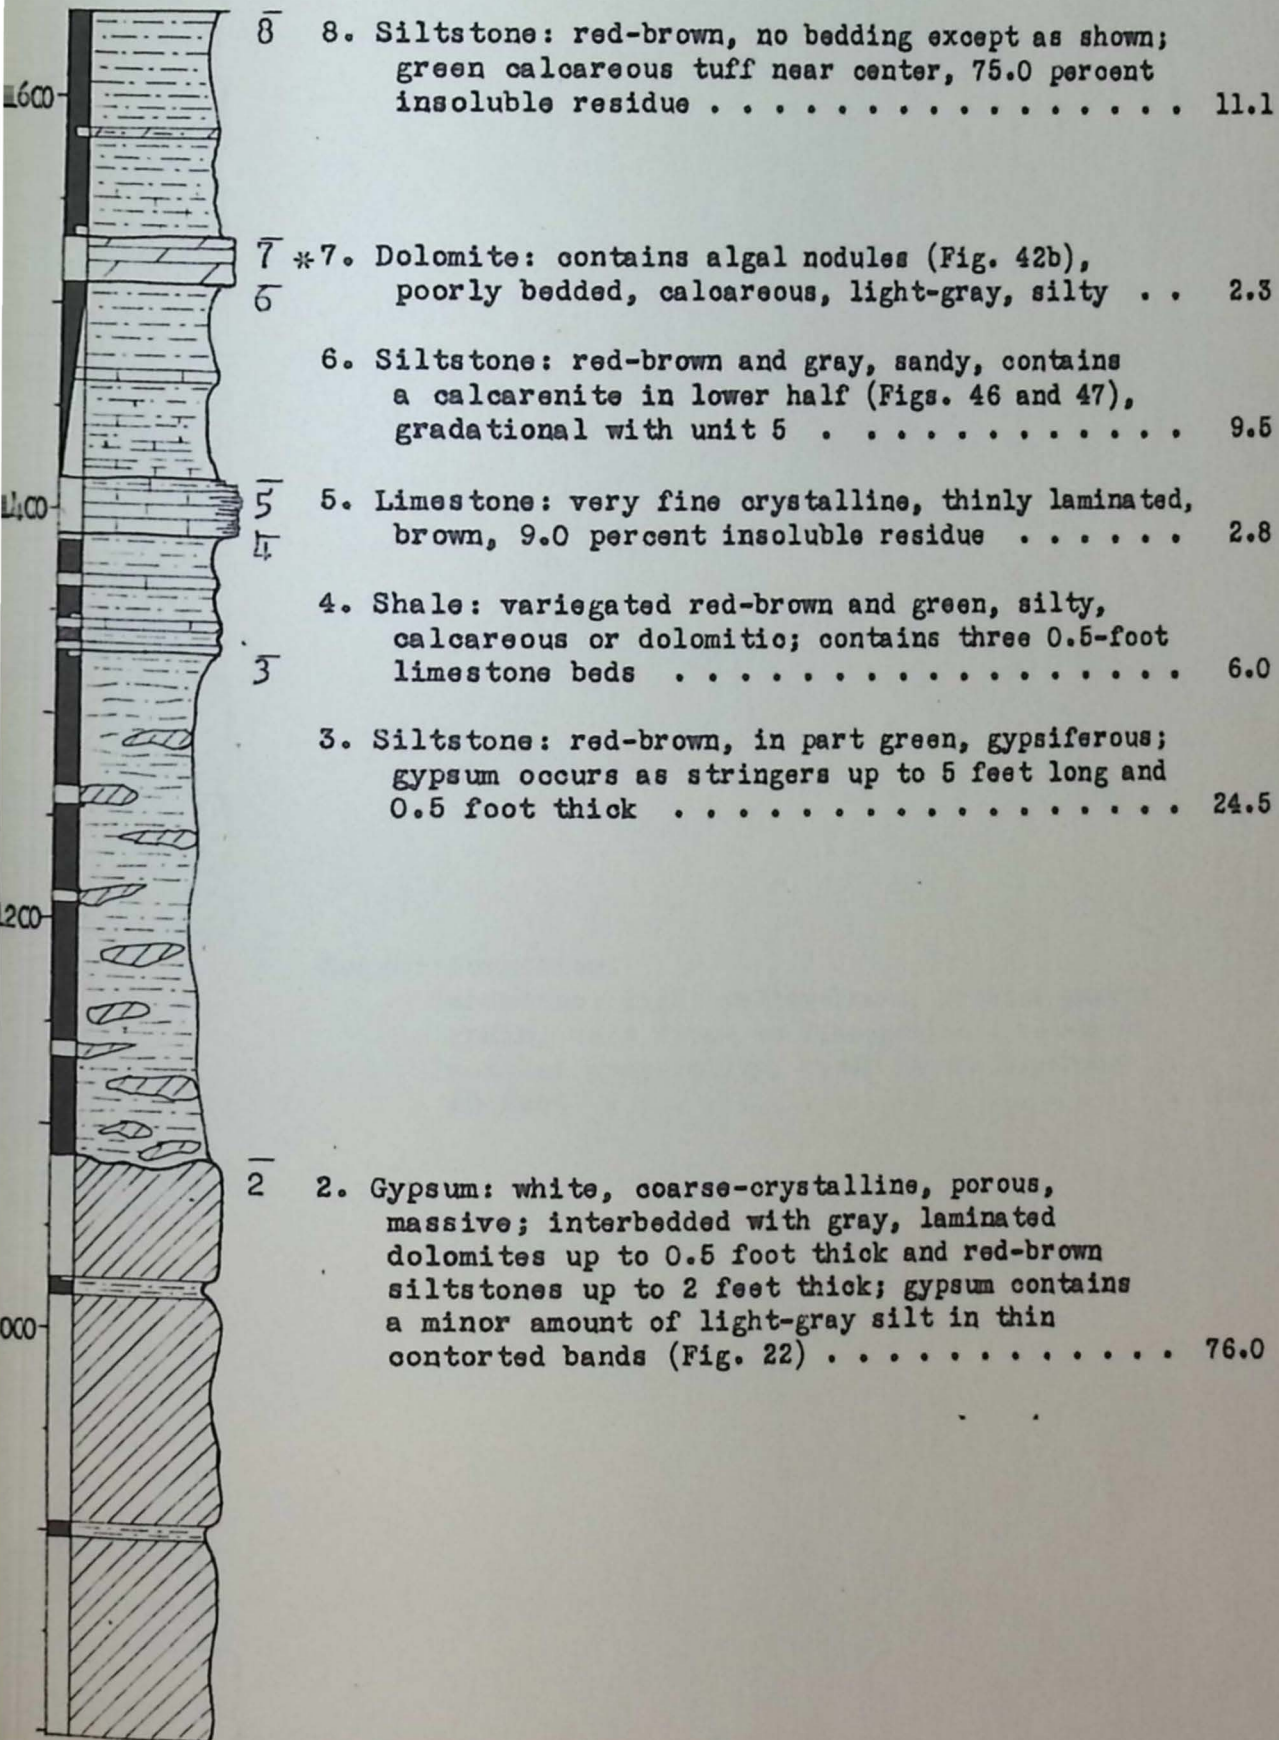 8 8. Siltstone: red-brown, no bedding except as shown;
green calcareous tuff near center, 75.0 percent
1600
insoluble residue . . . . . . . . . . . . . . . 11.1
7 *7. Dolomite: contains algal nodules (Fig. 42b),
6 poorly bedded, calcareous, light-gray, silty . . 2.3
6. Siltstone: red-brown and gray, sandy, contains
a calcarenite in lower half (Figs. 46 and 47),
gradational with unit 5 . . . . . . . . . . . . 9.5
1400
5 5. Limestone: very fine crystalline, thinly laminated,
4 brown, 9.0 percent insoluble residue . . . . . . 2.8
4. Shale: variegated red-brown and green, silty,
calcareous or dolomitic; contains three 0.5-foot
3 limestone beds . . . . . . . . . . . . . . . . . 6.0
3. Siltstone: red-brown, in part green, gypsiferous;
gypsum occurs as stringers up to 5 feet long and
0.5 foot thick . . . . . . . . . . . . . . . . . 24.5
1200
2 2. Gypsum: white, coarse-crystalline, porous,
massive; interbedded with gray, laminated
dolomites up to 0.5 foot thick and red-brown
siltstones up to 2 feet thick; gypsum contains
000
a minor amount of light-gray silt in thin
contorted bands (Fig. 22) . . . . . . . . . . . . 76.0